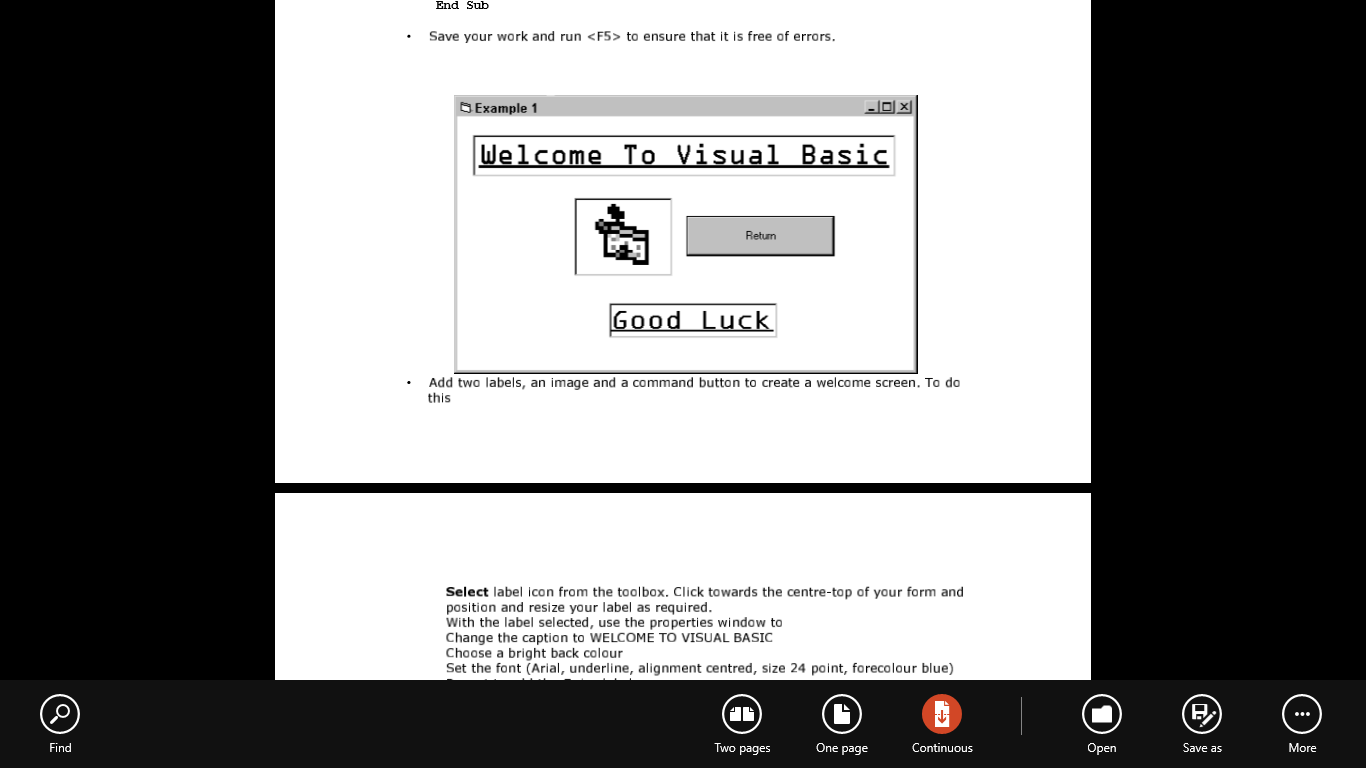 End Sub
• Save your work and run <F5> to ensure that it is free of errors.
Example 1
Welcome To Visual Basic
Return
Good Luck
• Add two labels, an image and a command button to create a welcome screen. To do
this
Select label icon from the toolbox. Click towards the centre-top of your form and
position and resize your label as required.
With the label selected, use the properties window to
Change the caption to WELCOME TO VISUAL BASIC
Choose a bright back colour
Set the font (Arial, underline, alignment centred, size 24 point, forecolour blue)
Find
Two pages
One page
Continuous
Open
Save as
More